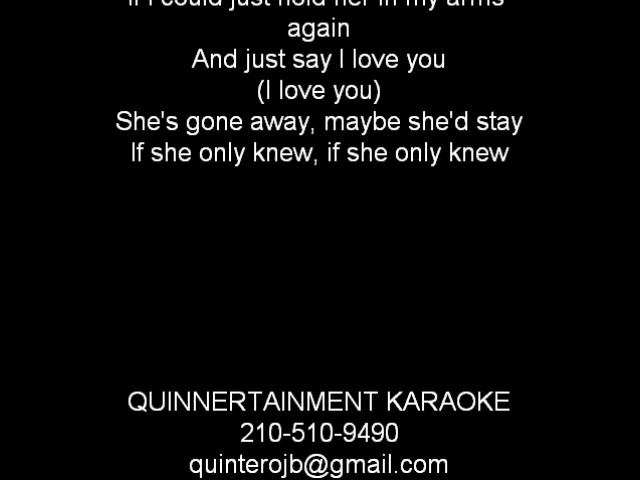 If I could just hold her in my arms
again
And just say I love you
(I love you)
She's gone away, maybe she'd stay
If she only knew, if she only knew
QUINNERTAINMENT KARAOKE
210-510-9490
quinterojb@gmail.com